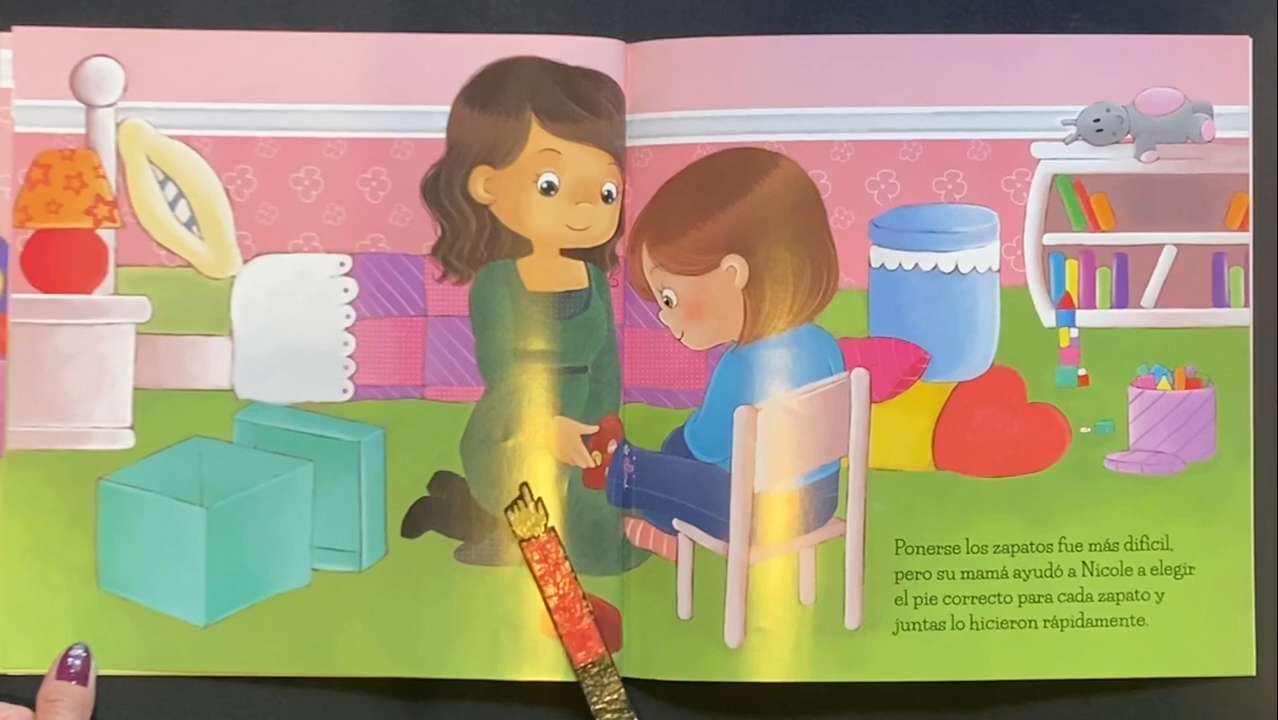 Ponerse los zapatos fue más difícil,
pero su mamá ayudó a Nicole a elegir
el pie correcto para cada zapato y
juntas lo hicieron rápidamente.